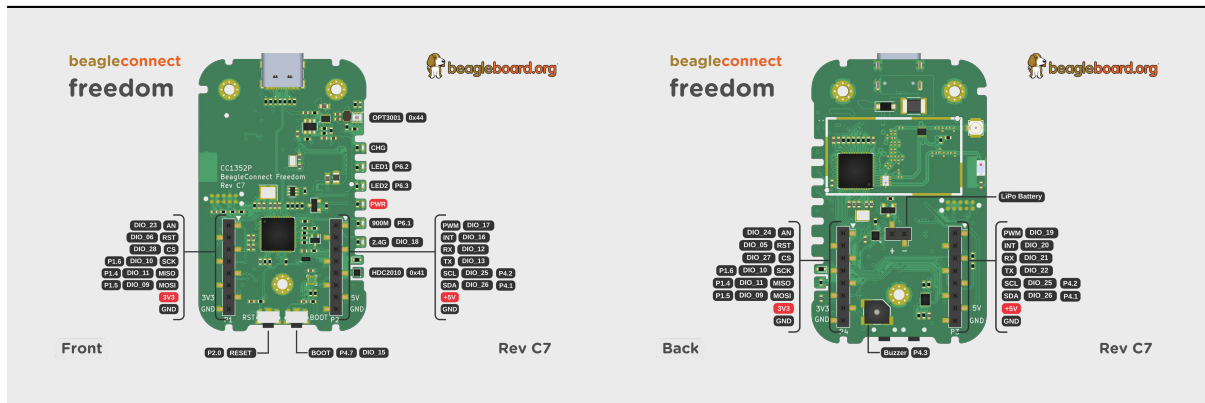 beagleconnect
freedom
beagleboard.org
OPT3001 0x44
CHG
LED1 P6.2
LED2 P6.3
PWR
900M P6.1
2.4G DIO_18
HDC2010 0x41
CC1352P
BeagleConnect Freedom
Rev C7
DIO_23 AN
DIO_06 RST
DIO_28 CS
P1.6 DIO_10 SCK
P1.4 DIO_11 MISO
P1.5 DIO_09 MOSI
3V3
GND
3V3
GND
P1
RST
BOOT
P2
5V
GND
PWM DIO_17
INT DIO_16
RX DIO_12
TX DIO_13
SCL DIO_25 P4.2
SDA DIO_26 P4.1
+5V
GND
P2.0 RESET
BOOT P4.7 DIO_15
Front
Rev C7
beagleconnect
freedom
beagleboard.org
LiPo Battery
DIO_24 AN
DIO_05 RST
DIO_27 CS
P1.6 DIO_10 SCK
P1.4 DIO_11 MISO
P1.5 DIO_09 MOSI
3V3
GND
3V3
GND
P4
+ −
5V
GND
P3
PWM DIO_19
INT DIO_20
RX DIO_21
TX DIO_22
SCL DIO_25 P4.2
SDA DIO_26 P4.1
+5V
GND
Buzzer P4.3
Back
Rev C7